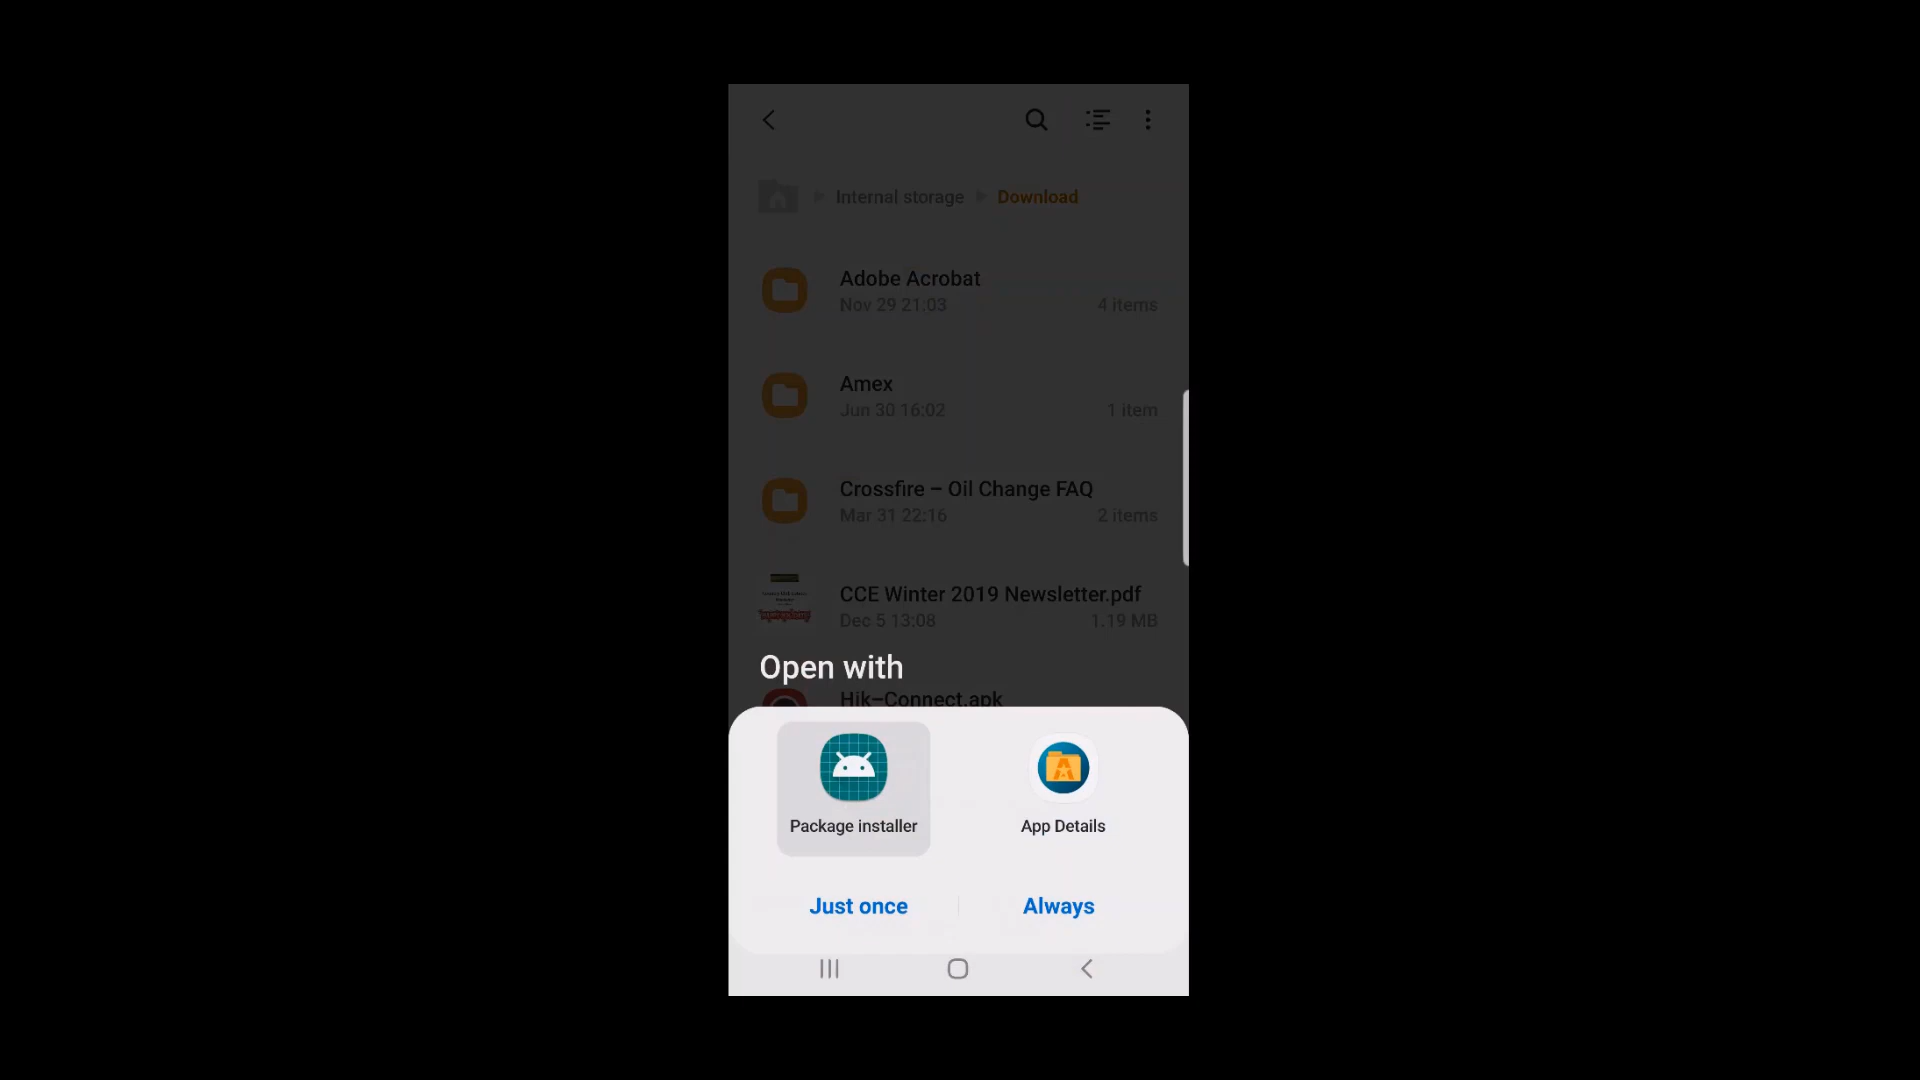 Internal storage Download
Adobe Acrobat
Nov 29 21:03 4 items
Amex
Jun 30 16:02 1 item
Crossfire – Oil Change FAQ
Mar 31 22:16 2 items
CCE Winter 2019 Newsletter.pdf
Dec 5 13:08 1.19 MB
Open with
Hik–Connect.apk
Package installer App Details
Just once Always